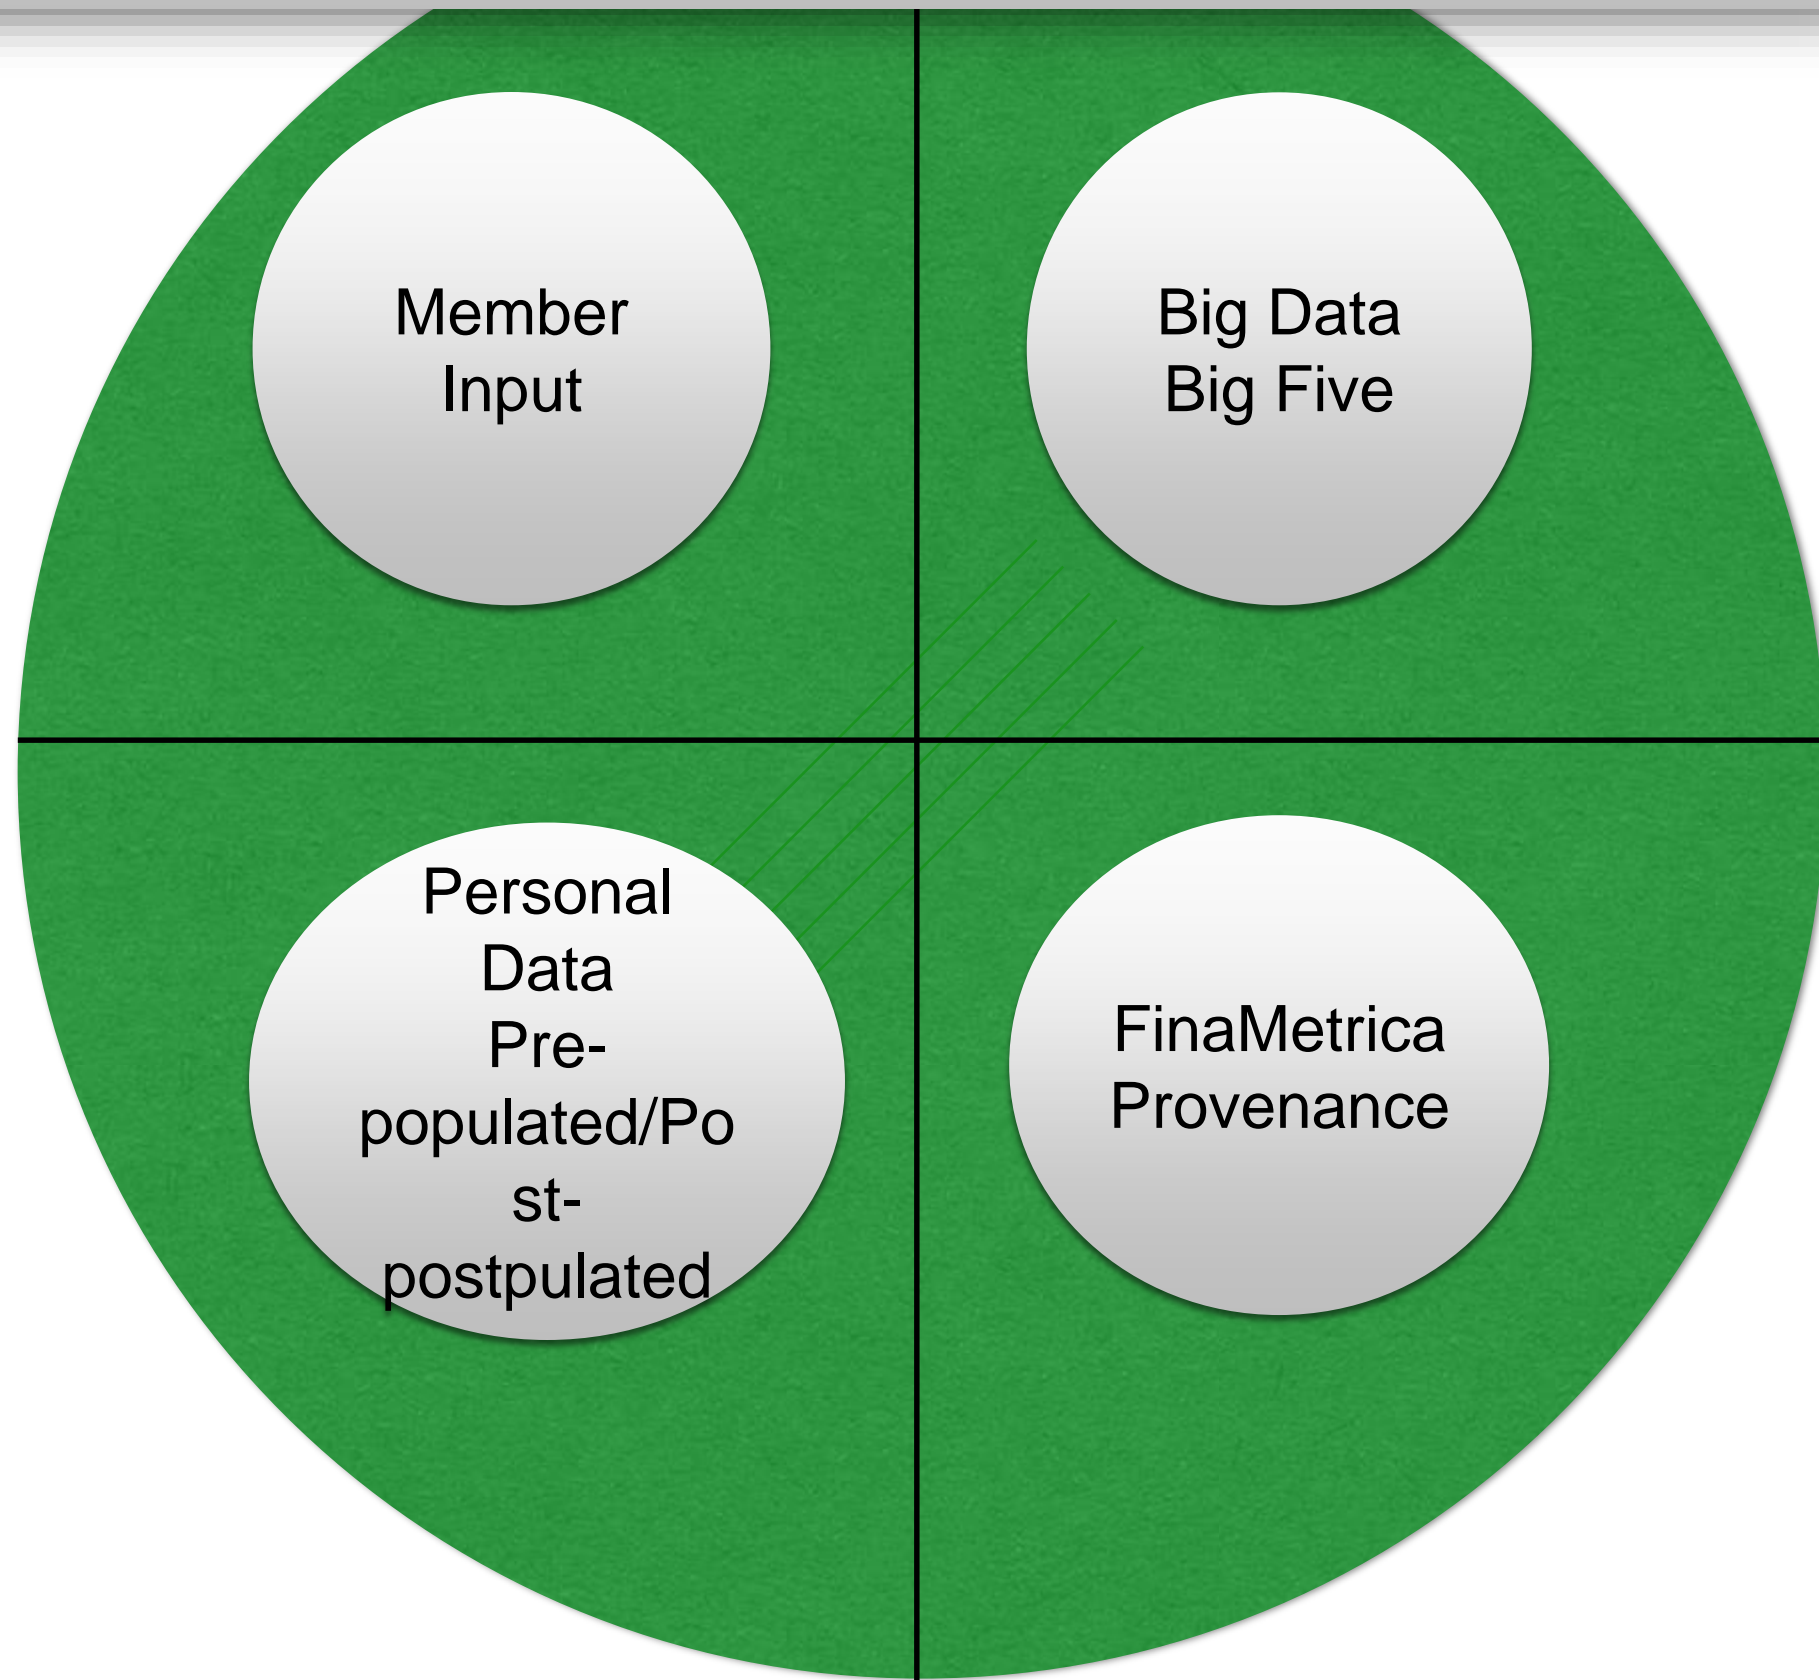 Member
Input
Big Data
Big Five
Personal
Data
Pre-
populated/Po
st-
postpulated
FinaMetrica
Provenance